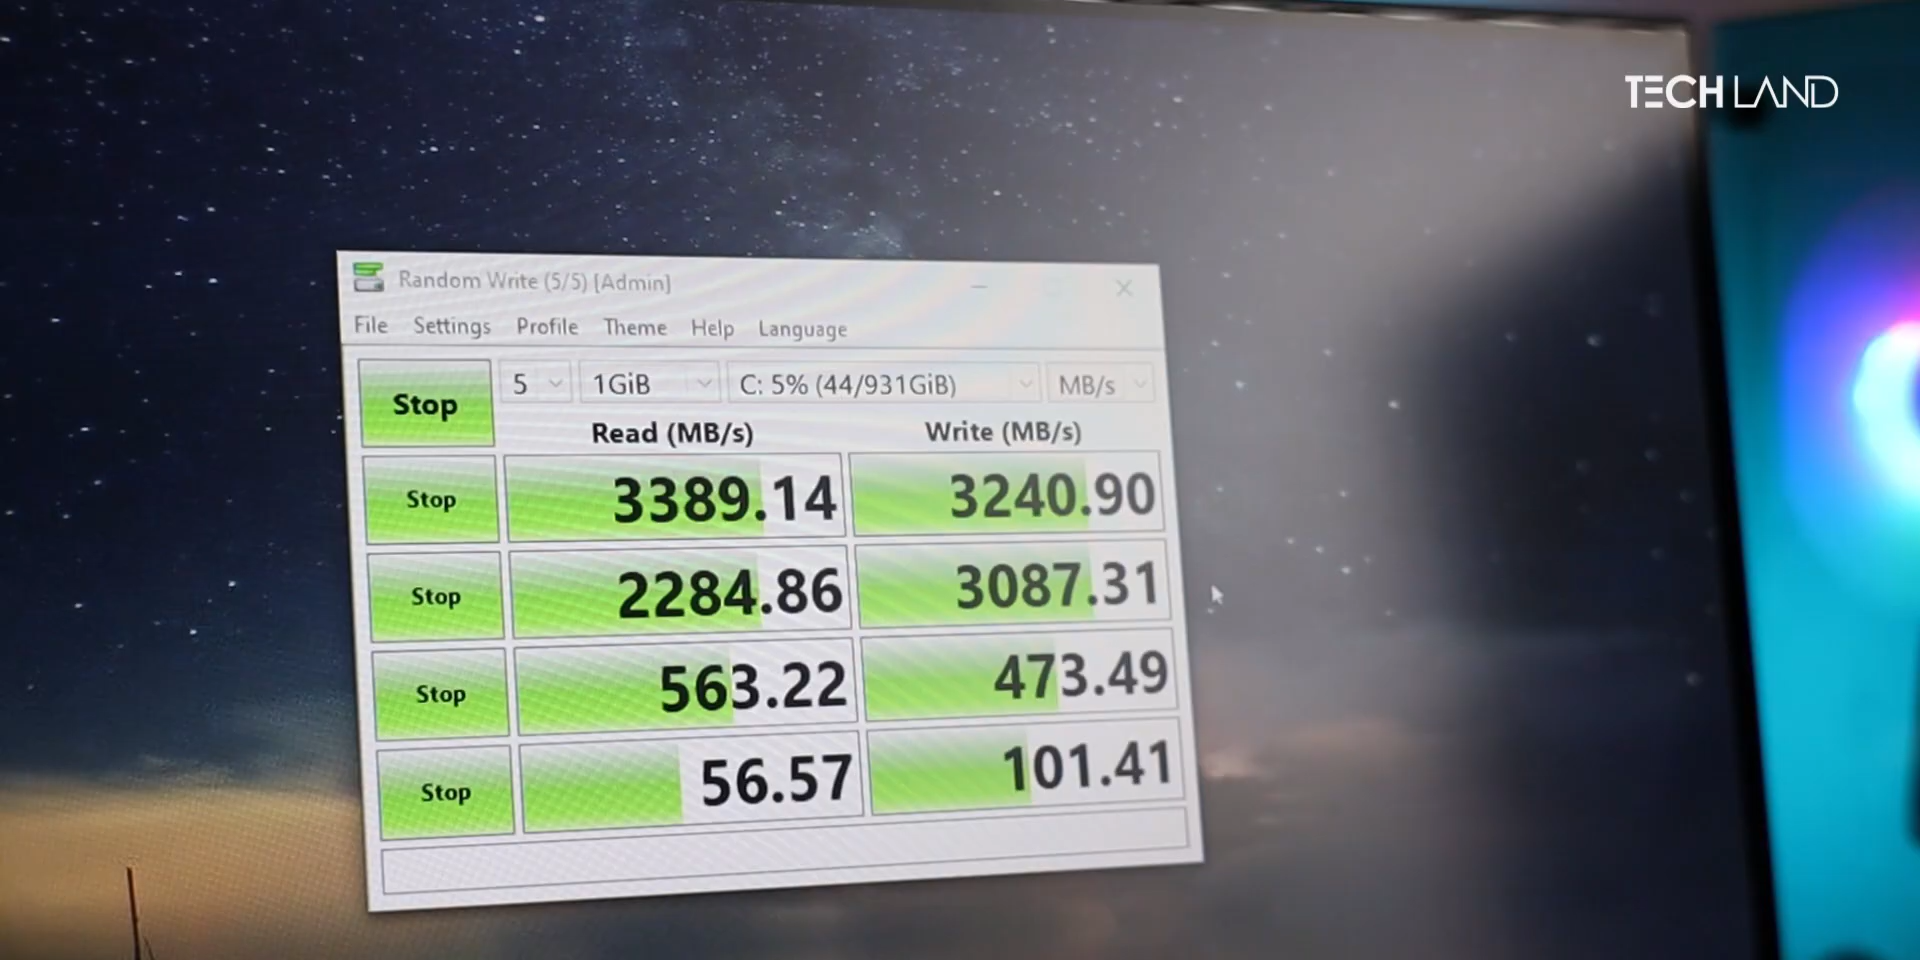 TECHLAND
Random Write (5/5) [Admin]
File Settings Profile Theme Help Language
Stop 5 1GiB C: 5% (44/931GiB) MB/s
Read (MB/s) Write (MB/s)
Stop 3389.14 3240.90
Stop 2284.86 3087.31
Stop 563.22 473.49
Stop 56.57 101.41